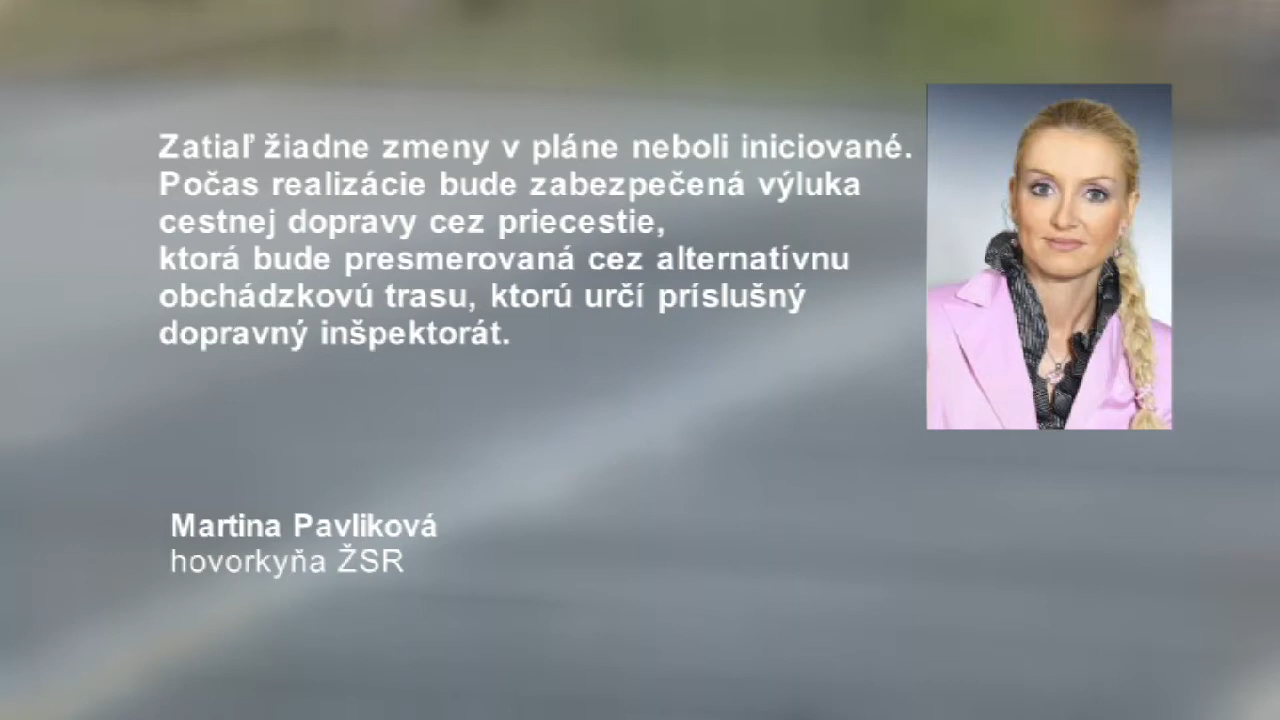 Zatiaľ žiadne zmeny v pláne neboli iniciované.
Počas realizácie bude zabezpečená výluka
cestnej dopravy cez priecestie,
ktorá bude presmerovaná cez alternatívnu
obchádzkovú trasu, ktorú určí príslušný
dopravný inšpektorát.
Martina Pavliková
hovorkyňa ŽSR